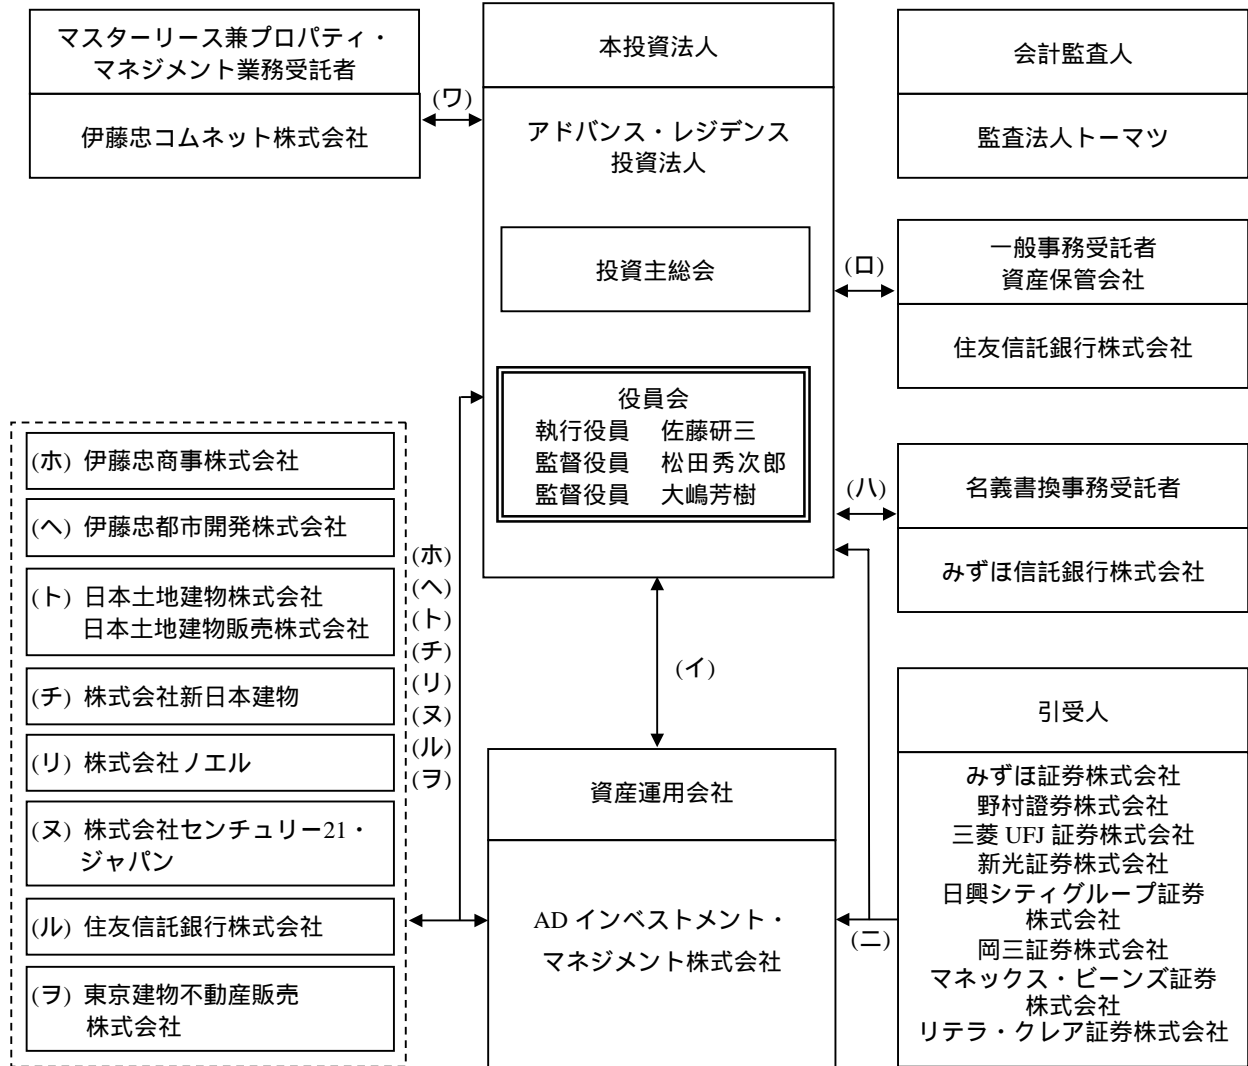 マスターリース兼プロパティ・
マネジメント業務受託者
伊藤忠コムネット株式会社
(ワ)
本投資法人
アドバンス・レジデンス
投資法人
投資主総会
役員会
執行役員 佐藤研三
監督役員 松田秀次郎
監督役員 大嶋芳樹
会計監査人
監査法人トーマツ
(ロ)
一般事務受託者
資産保管会社
住友信託銀行株式会社
(ハ)
名義書換事務受託者
みずほ信託銀行株式会社
(ホ) 伊藤忠商事株式会社
(ヘ) 伊藤忠都市開発株式会社
(ト) 日本土地建物株式会社
日本土地建物販売株式会社
(チ) 株式会社新日本建物
(リ) 株式会社ノエル
(ヌ) 株式会社センチュリー21・
ジャパン
(ル) 住友信託銀行株式会社
(ヲ) 東京建物不動産販売
株式会社
(ホ)
(ヘ)
(ト)
(チ)
(リ)
(ヌ)
(ル)
(ヲ)
(イ)
資産運用会社
AD インベストメント・
マネジメント株式会社
(ニ)
引受人
みずほ証券株式会社
野村證券株式会社
三菱 UFJ 証券株式会社
新光証券株式会社
日興シティグループ証券
株式会社
岡三証券株式会社
マネックス・ビーンズ証券
株式会社
リテラ・クレア証券株式会社